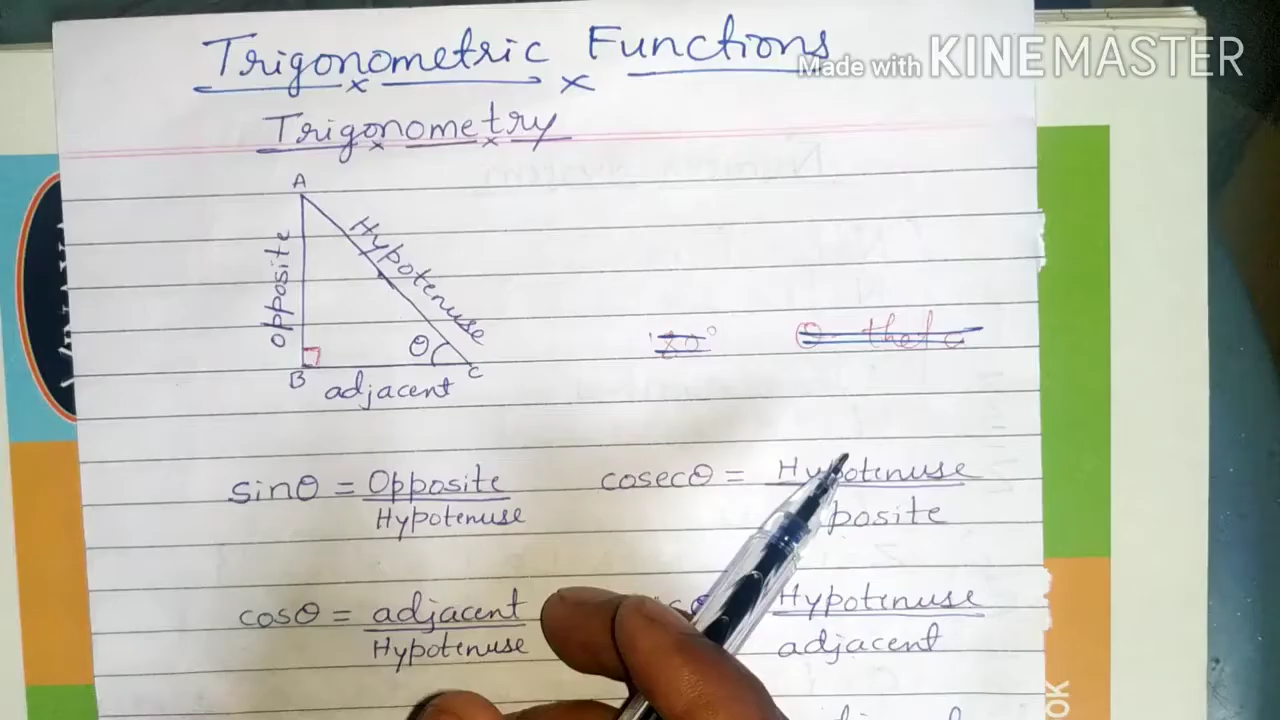 Trigonometric Functions
Made with KINEMASTER
Trigonometry
A
opposite
Hypotenuse
θ
B
C
adjacent
sinθ = Opposite
Hypotenuse
cosecθ = Hypotenuse
posite
cosθ = adjacent
Hypotenuse
Hypotenuse
adjacent